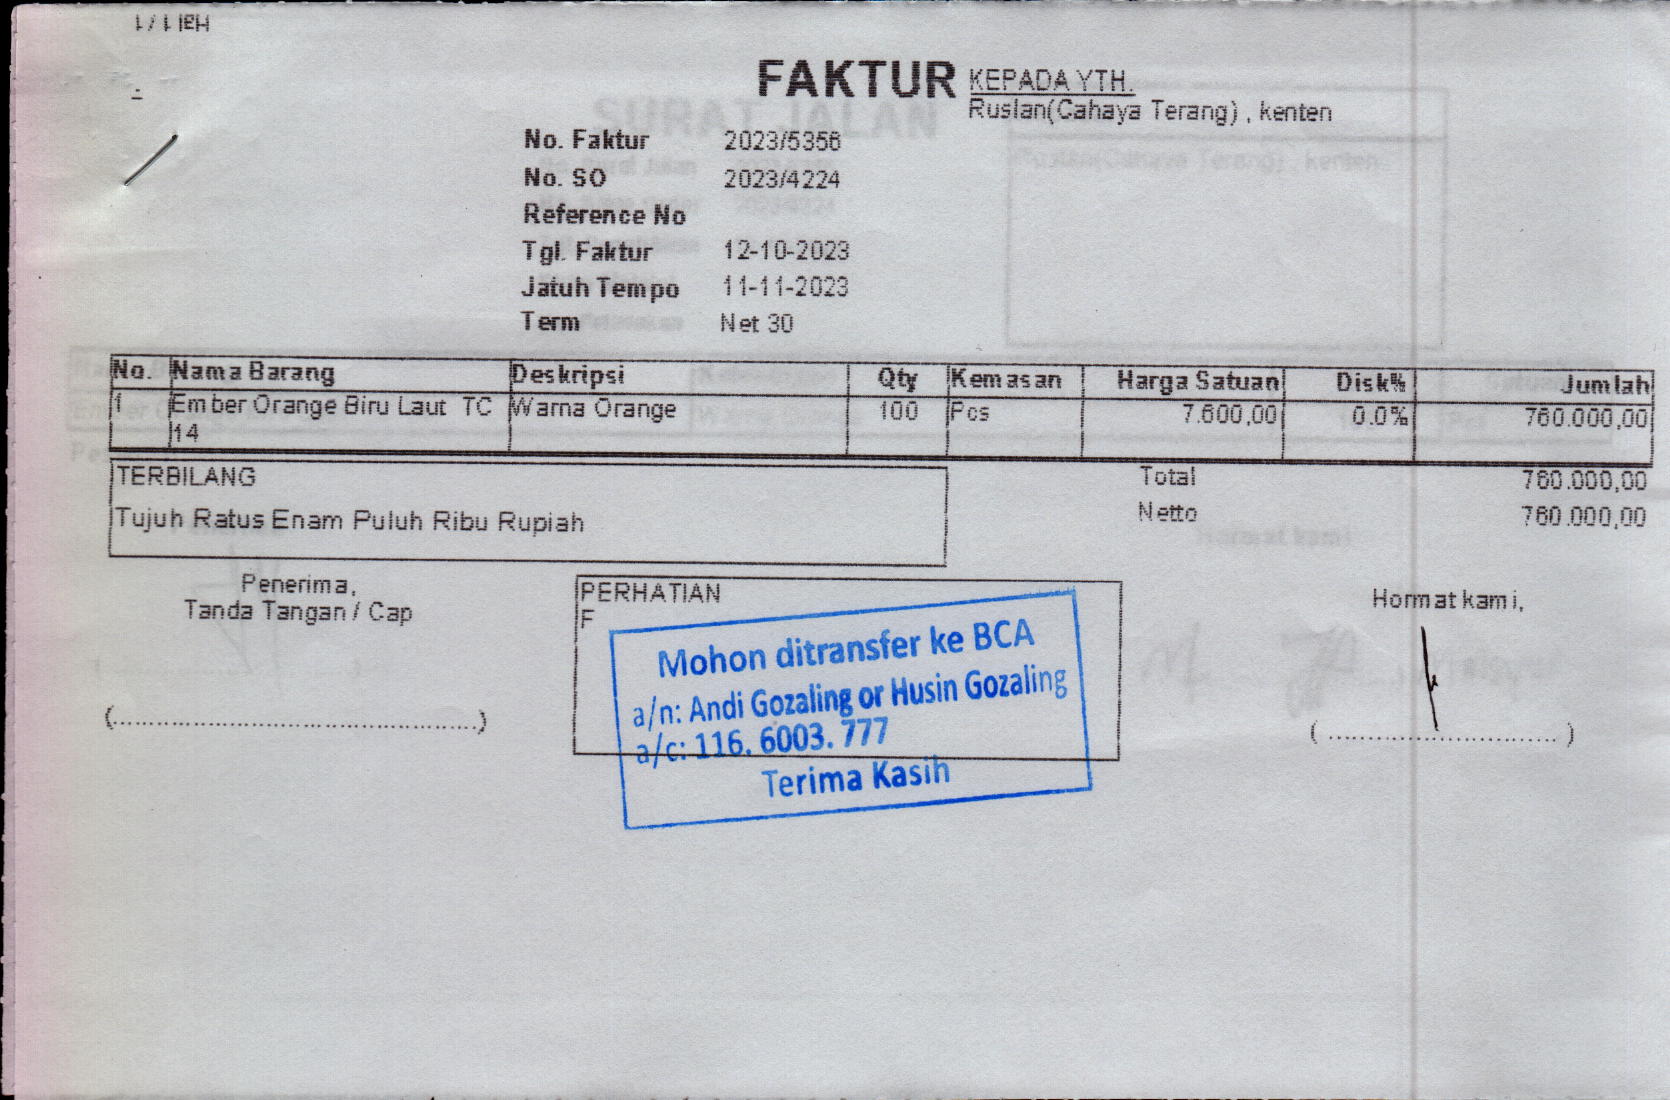 Hal 1 / 1
FAKTUR
KEPADA YTH.
Ruslan(Cahaya Terang) , kenten
No. Faktur 2023/5356
No. SO 2023/4224
Reference No
Tgl. Faktur 12-10-2023
Jatuh Tempo 11-11-2023
Term Net 30
No. Nama Barang Deskripsi Qty Kemasan Harga Satuan Disk% Jumlah
1 Ember Orange Biru Laut TC 14 Warna Orange 100 Pcs 7.600,00 0.0% 760.000,00
TERBILANG
Tujuh Ratus Enam Puluh Ribu Rupiah
Total 760.000,00
Netto 760.000,00
Penerima,
Tanda Tangan / Cap
PERHATIAN
F
Mohon ditransfer ke BCA
a/n: Andi Gozaling or Husin Gozaling
a/c: 116. 6003. 777
Terima Kasih
Hormat kami,
SURAT JALAN